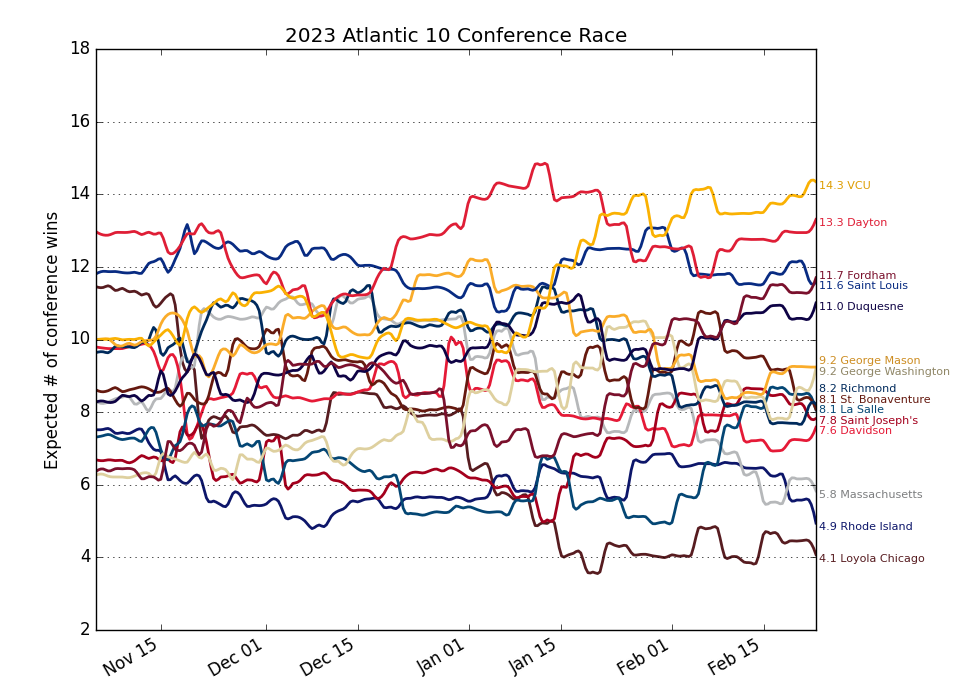 2023 Atlantic 10 Conference Race
Expected # of conference wins
18
16
14
12
10
8
6
4
2
Nov 15
Dec 01
Dec 15
Jan 01
Jan 15
Feb 01
Feb 15
14.3 VCU
13.3 Dayton
11.7 Fordham
11.6 Saint Louis
11.0 Duquesne
9.2 George Mason
9.2 George Washington
8.2 Richmond
8.1 St. Bonaventure
8.1 La Salle
7.8 Saint Joseph's
7.6 Davidson
5.8 Massachusetts
4.9 Rhode Island
4.1 Loyola Chicago